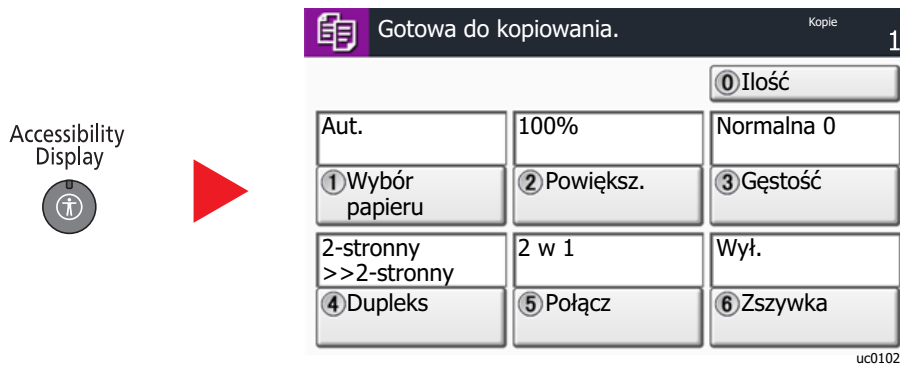 Accessibility
Display
Gotowa do kopiowania.
Kopie
1
0 Ilość
Aut.
100%
Normalna 0
1 Wybór
papieru
2 Powiększ.
3 Gęstość
2-stronny
>>2-stronny
2 w 1
Wył.
4 Dupleks
5 Połącz
6 Zszywka
uc0102